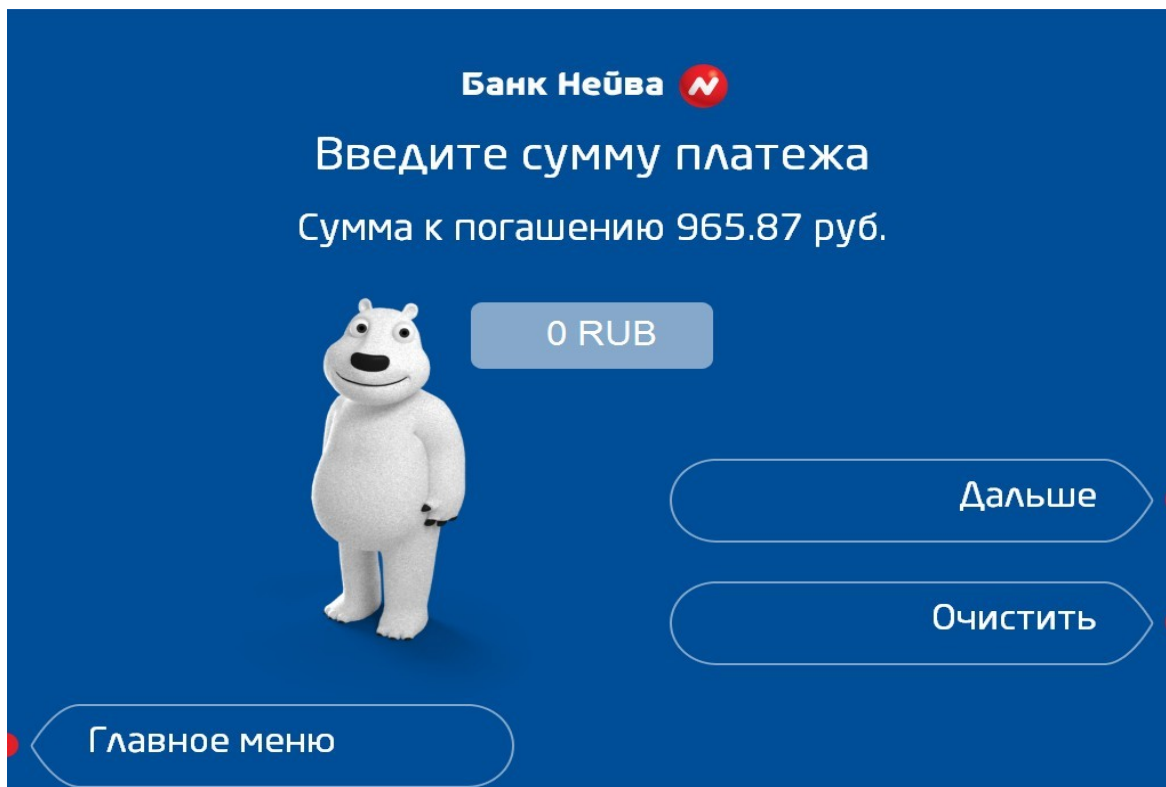 Банк Нейва
Введите сумму платежа
Сумма к погашению 965.87 руб.
0 RUB
Дальше
Очистить
Главное меню